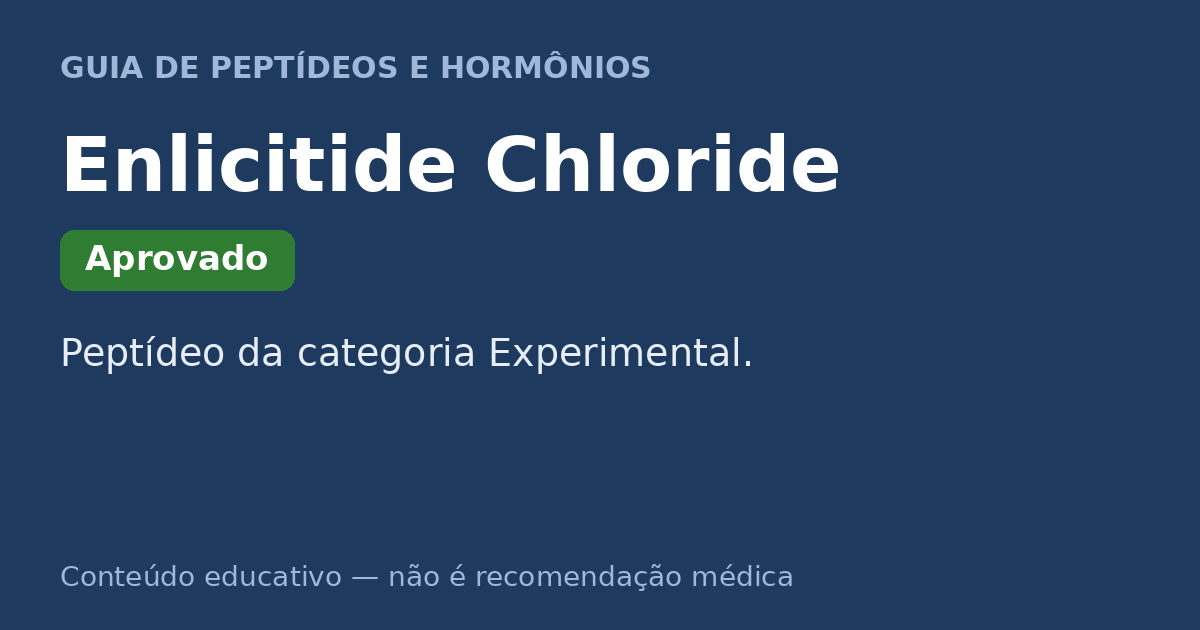 GUIA DE PEPTÍDEOS E HORMÔNIOS
Enlicitide Chloride
Aprovado
Peptídeo da categoria Experimental.
Conteúdo educativo — não é recomendação médica